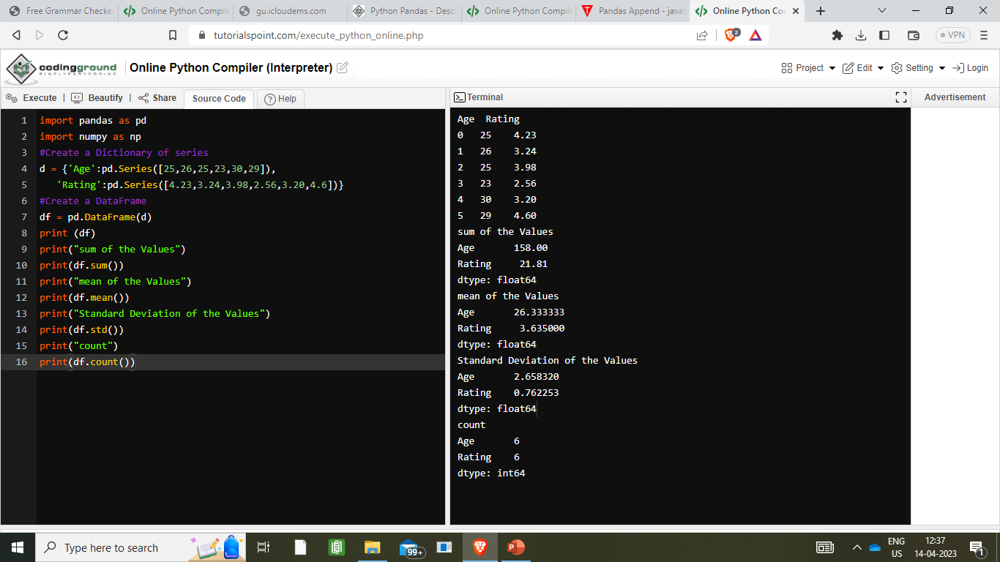 Free Grammar Checker
Online Python Compile
gu.icloudems.com
Python Pandas - Desc
Online Python Compile
Pandas Append - java
Online Python Cor
tutorialspoint.com/execute_python_online.php
2
VPN
codingground
SIMPLYEASYCODING
Online Python Compiler (Interpreter)
Project
Edit
Setting
Login
Execute
Beautify
Share
Source Code
Help
Terminal
Advertisement
1 import pandas as pd
2 import numpy as np
3 #Create a Dictionary of series
4 d = {'Age':pd.Series([25,26,25,23,30,29]),
5    'Rating':pd.Series([4.23,3.24,3.98,2.56,3.20,4.6])}
6 #Create a DataFrame
7 df = pd.DataFrame(d)
8 print (df)
9 print("sum of the Values")
10 print(df.sum())
11 print("mean of the Values")
12 print(df.mean())
13 print("Standard Deviation of the Values")
14 print(df.std())
15 print("count")
16 print(df.count())
Age  Rating
0   25    4.23
1   26    3.24
2   25    3.98
3   23    2.56
4   30    3.20
5   29    4.60
sum of the Values
Age       158.00
Rating     21.81
dtype: float64
mean of the Values
Age       26.333333
Rating     3.635000
dtype: float64
Standard Deviation of the Values
Age       2.658320
Rating    0.762253
dtype: float64
count
Age       6
Rating    6
dtype: int64
Type here to search
99+
ENG
US
12:37
14-04-2023
1